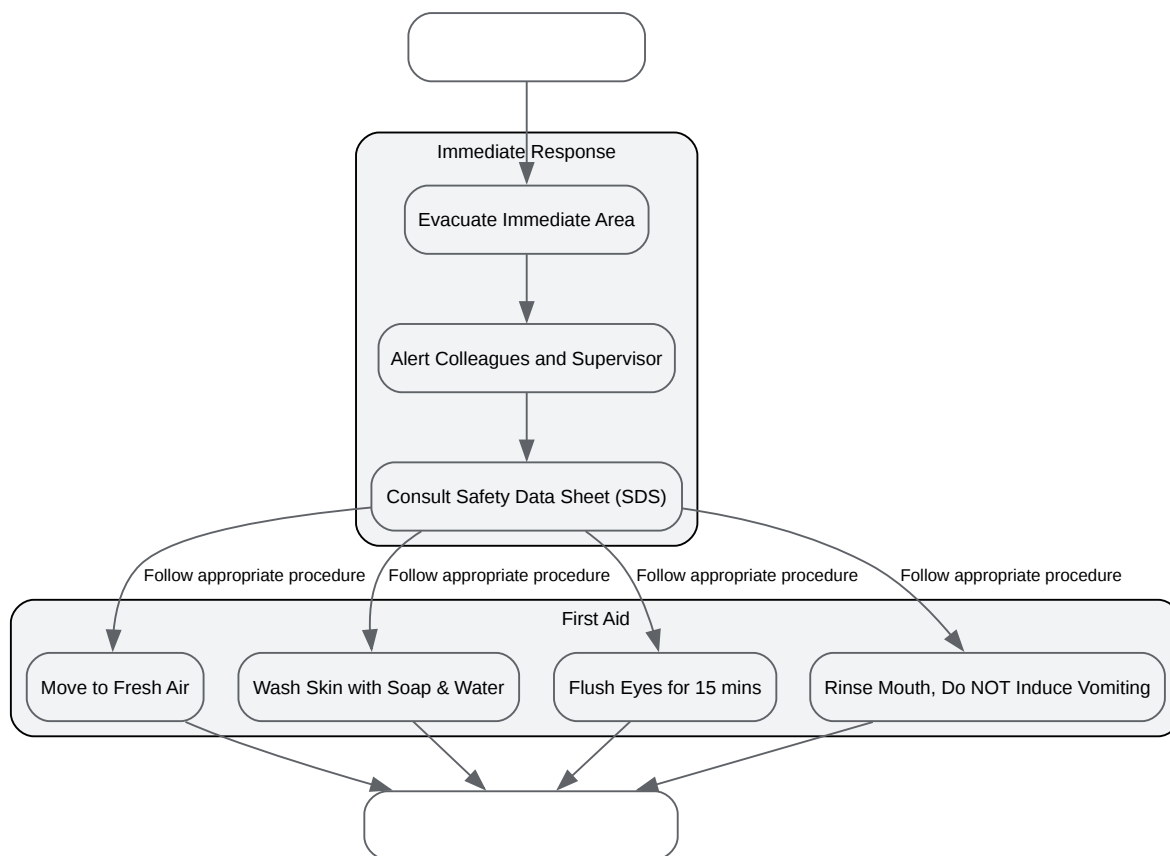 Immediate Response
Evacuate Immediate Area
Alert Colleagues and Supervisor
Consult Safety Data Sheet (SDS)
Follow appropriate procedure
Follow appropriate procedure
Follow appropriate procedure
Follow appropriate procedure
First Aid
Move to Fresh Air
Wash Skin with Soap & Water
Flush Eyes for 15 mins
Rinse Mouth, Do NOT Induce Vomiting